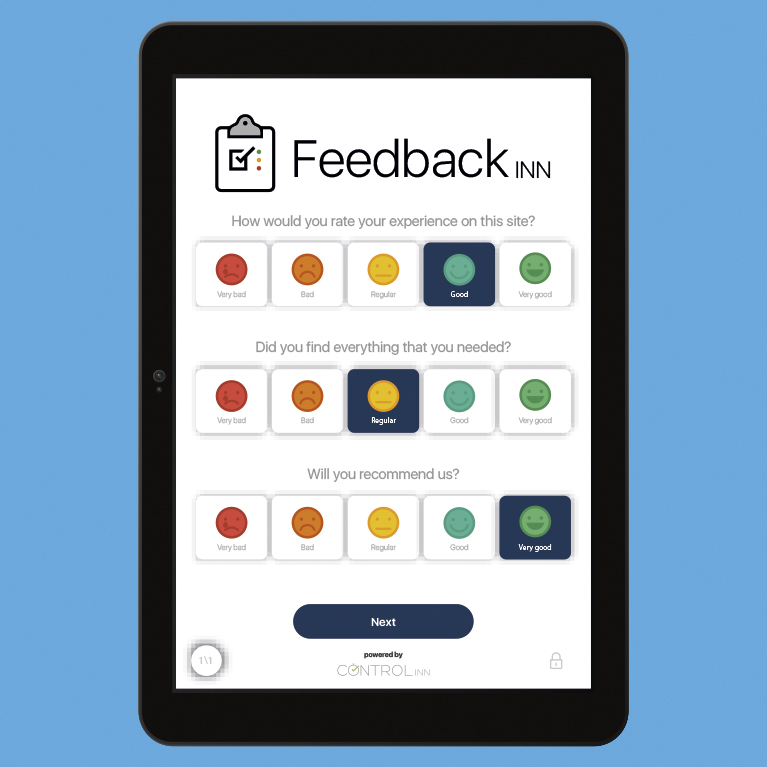 Feedback INN
How would you rate your experience on this site?
Very bad Bad Regular Good Very good
Did you find everything that you needed?
Very bad Bad Regular Good Very good
Will you recommend us?
Very bad Bad Regular Good Very good
Next
1\1
powered by
CONTROL INN